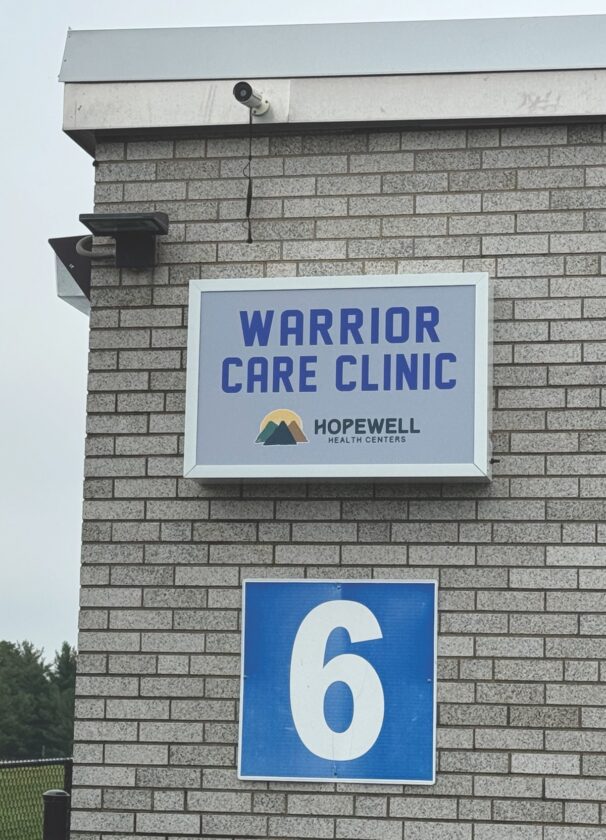 WARRIOR
CARE CLINIC
HOPEWELL
HEALTH CENTERS
6